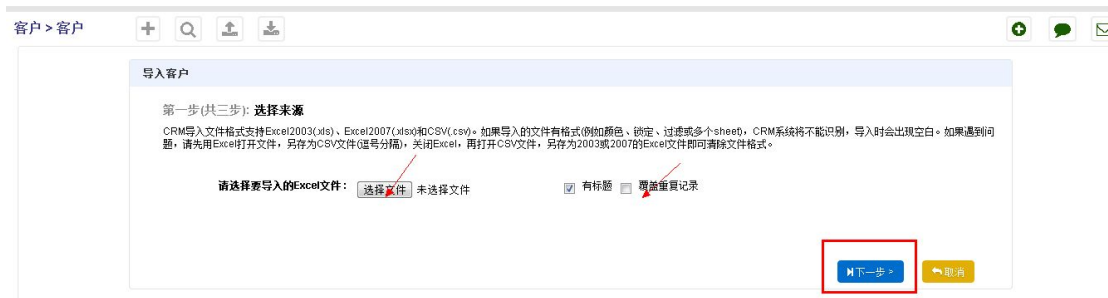 客户 > 客户
导入客户
第一步(共三步): 选择来源
CRM导入文件格式支持Excel2003(.xls)、Excel2007(.xlsx)和CSV(.csv)。如果导入的文件有格式(例如颜色、锁定、过滤或多个sheet)，CRM系统将不能识别，导入时会出现空白。如果遇到问
题，请先用Excel打开文件，另存为CSV文件(逗号分隔)，关闭Excel，再打开CSV文件，另存为2003或2007的Excel文件即可清除文件格式。
请选择要导入的Excel文件： 选择文件 未选择文件 有标题 覆盖重复记录
下一步 > 取消